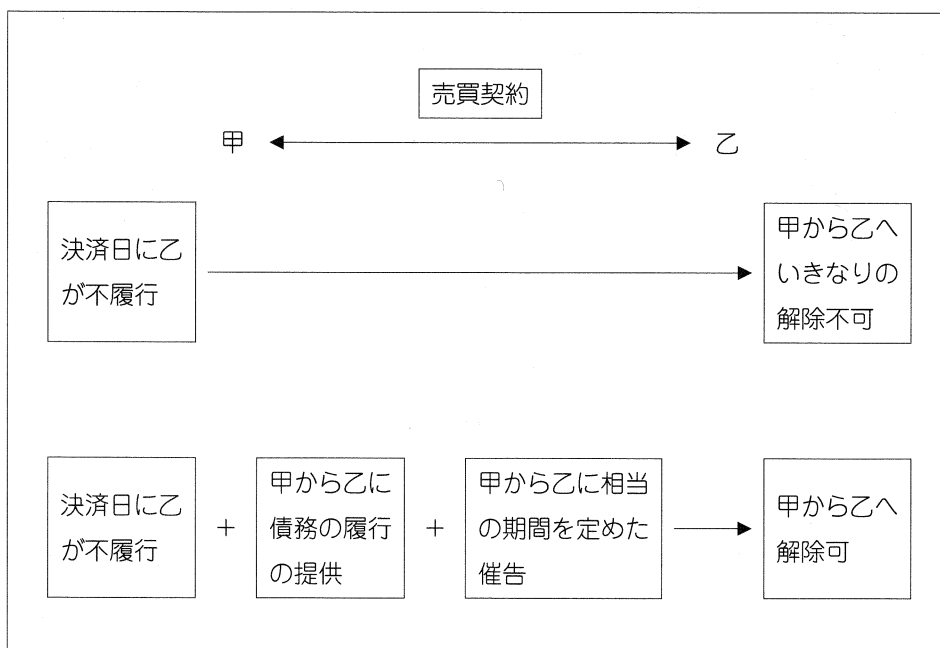 売買契約
甲 乙
決済日に乙
が不履行
甲から乙へ
いきなりの
解除不可
決済日に乙
が不履行
+
甲から乙に
債務の履行
の提供
+
甲から乙に相当
の期間を定めた
催告
甲から乙へ
解除可